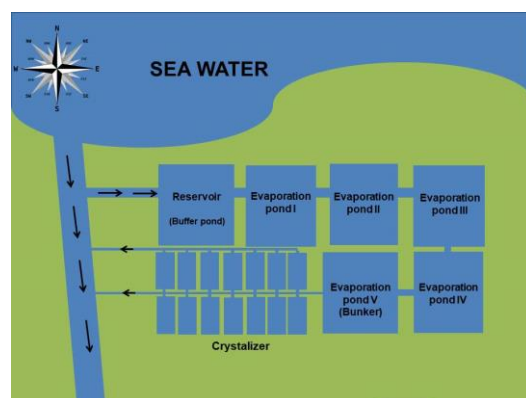 N
W
E
S
SEA WATER
Reservoir
(Buffer pond)
Evaporation
pond I
Evaporation
pond II
Evaporation
pond III
Evaporation
pond V
(Bunker)
Evaporation
pond IV
Crystalizer